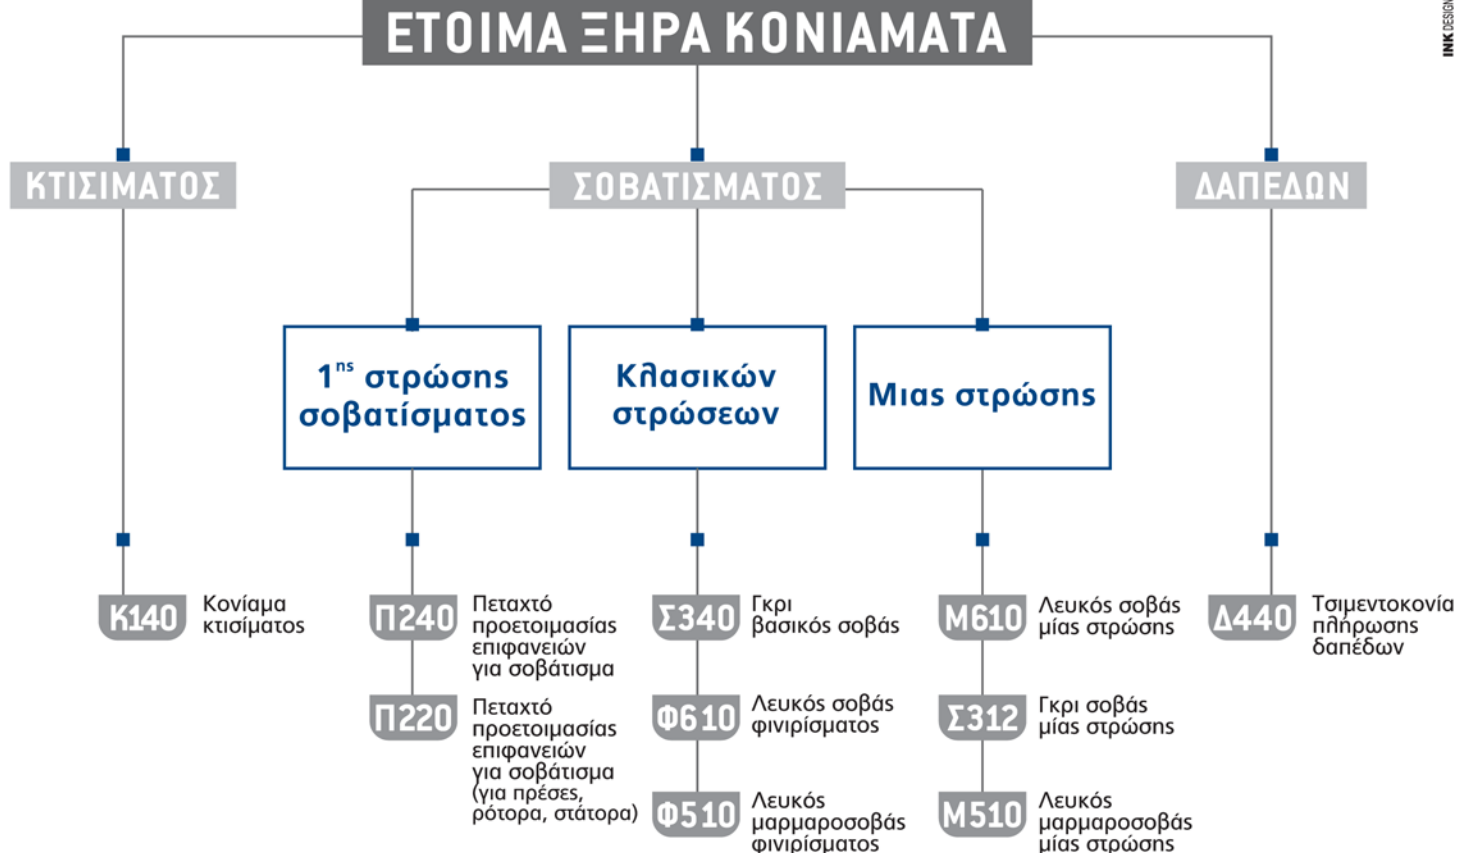 ΕΤΟΙΜΑ ΞΗΡΑ ΚΟΝΙΑΜΑΤΑ
INK DESIGN
ΚΤΙΣΙΜΑΤΟΣ
ΣΟΒΑΤΙΣΜΑΤΟΣ
ΔΑΠΕΔΩΝ
1ης στρώσης
σοβατίσματος
Κλασικών
στρώσεων
Μιας στρώσης
Κ140
Κονίαμα
κτισίματος
Π240
Πεταχτό
προετοιμασίας
επιφανειών
για σοβάτισμα
Π220
Πεταχτό
προετοιμασίας
επιφανειών
για σοβάτισμα
(για πρέσες,
ρότορα, στάτορα)
Σ340
Γκρι
βασικός σοβάς
Φ610
Λευκός σοβάς
φινιρίσματος
Φ510
Λευκός
μαρμαροσοβάς
φινιρίσματος
Μ610
Λευκός σοβάς
μίας στρώσης
Σ312
Γκρι σοβάς
μίας στρώσης
Μ510
Λευκός
μαρμαροσοβάς
μίας στρώσης
Δ440
Τσιμεντοκονία
πλήρωσης
δαπέδων